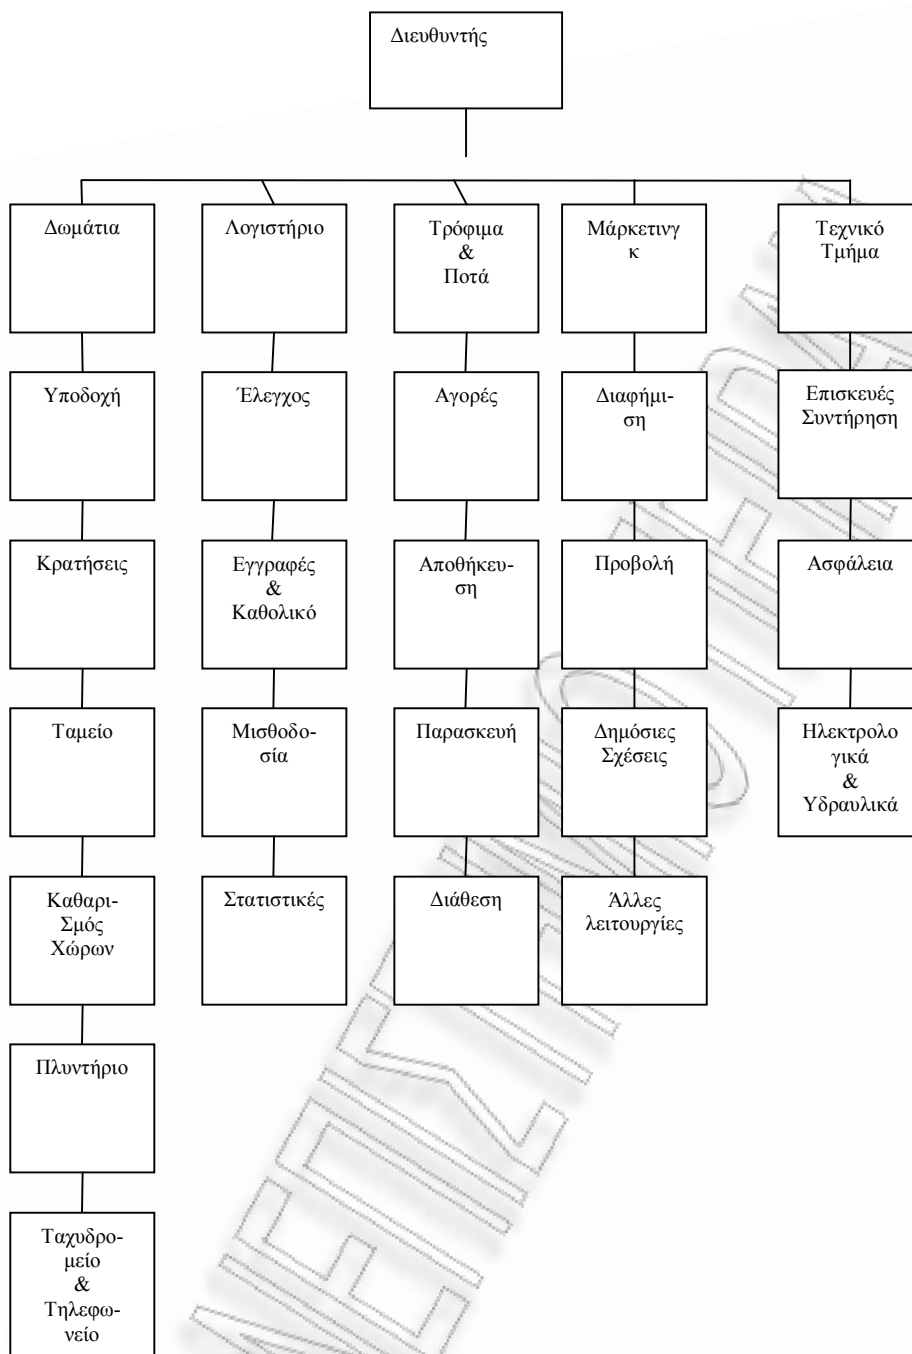 Διευθυντής
Δωμάτια
Υποδοχή
Κρατήσεις
Ταμείο
Καθαρι-
Σμός
Χώρων
Πλυντήριο
Ταχυδρο-
μείο
&
Τηλεφω-
νείο
Λογιστήριο
Έλεγχος
Εγγραφές
&
Καθολικό
Μισθοδο-
σία
Στατιστικές
Τρόφιμα
&
Ποτά
Αγορές
Αποθήκευ-
ση
Παρασκευή
Διάθεση
Μάρκετινγ
κ
Διαφήμι-
ση
Προβολή
Δημόσιες
Σχέσεις
Άλλες
λειτουργίες
Τεχνικό
Τμήμα
Επισκευές
Συντήρηση
Ασφάλεια
Ηλεκτρολο
γικά
&
Υδραυλικά